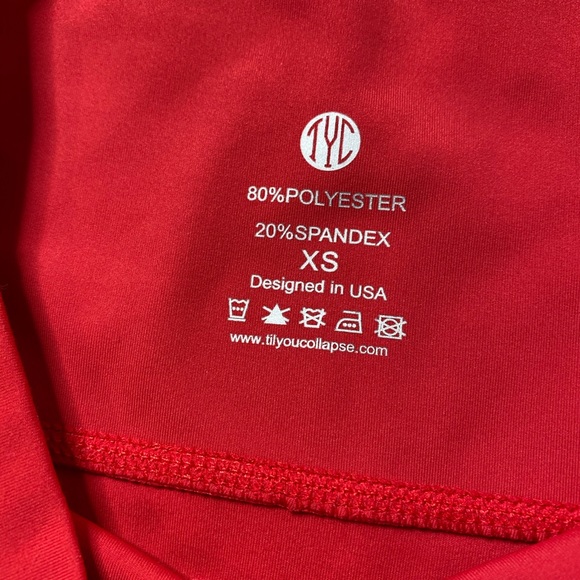 TYC
80%POLYESTER
20%SPANDEX
XS
Designed in USA
www.tilyoucollapse.com